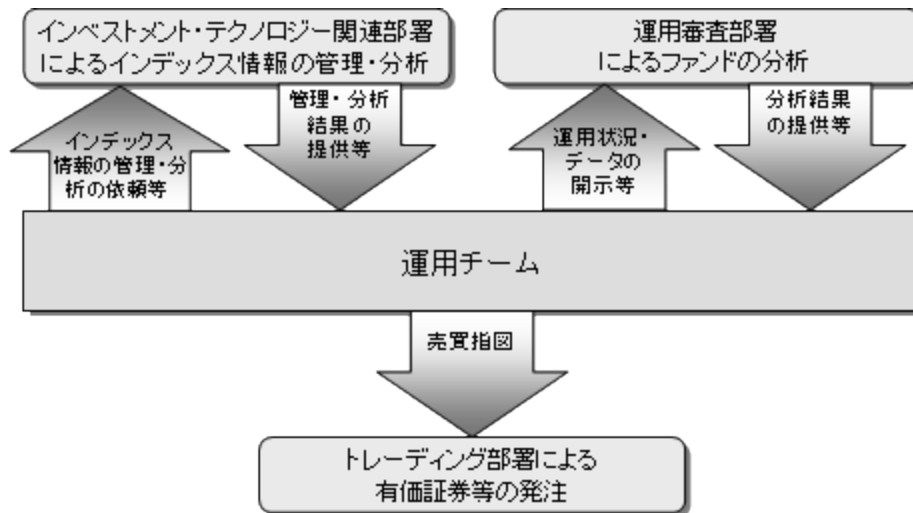 インベストメント・テクノロジー関連部署
によるインデックス情報の管理・分析
運用審査部署
によるファンドの分析
インデックス
情報の管理・分
析の依頼等
管理・分析
結果の
提供等
運用状況・
データの
開示等
分析結果
の提供等
運用チーム
売買指図
トレーディング部署による
有価証券等の発注